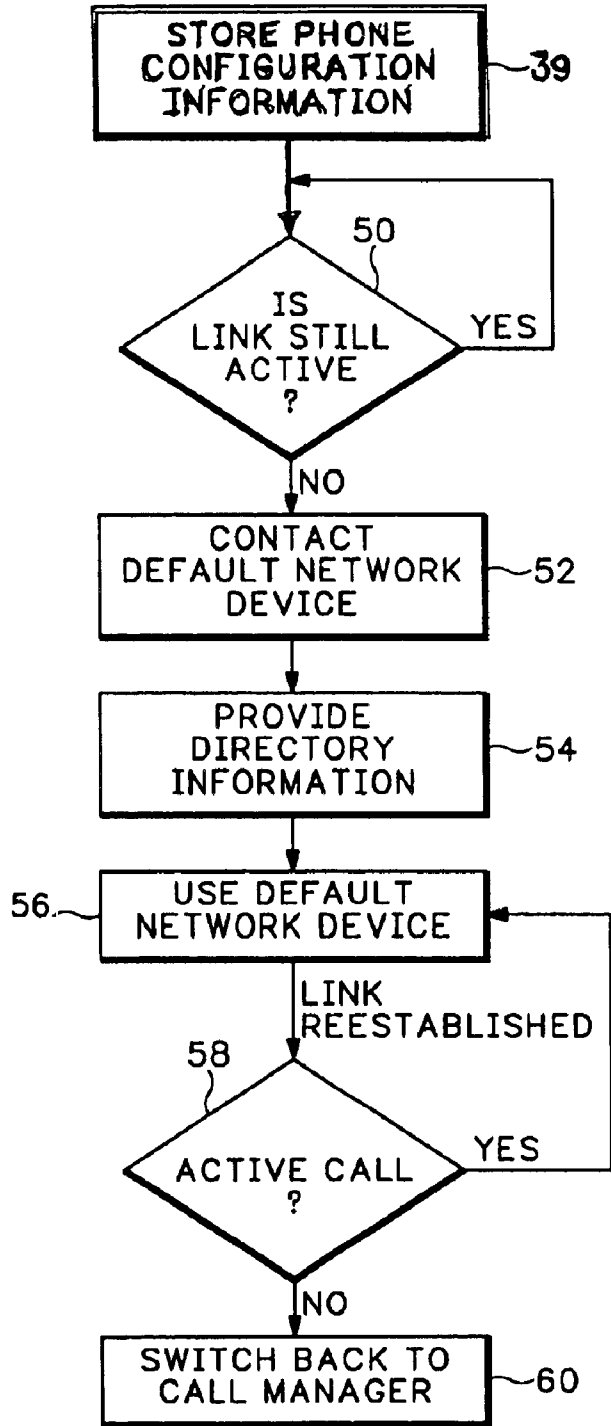 STORE PHONE
CONFIGURATION
INFORMATION
39
50
IS
LINK STILL
ACTIVE
?
YES
NO
CONTACT
DEFAULT NETWORK
DEVICE
52
PROVIDE
DIRECTORY
INFORMATION
54
56.
USE DEFAULT
NETWORK DEVICE
LINK
REESTABLISHED
58
ACTIVE CALL
?
YES
NO
SWITCH BACK TO
CALL MANAGER
60